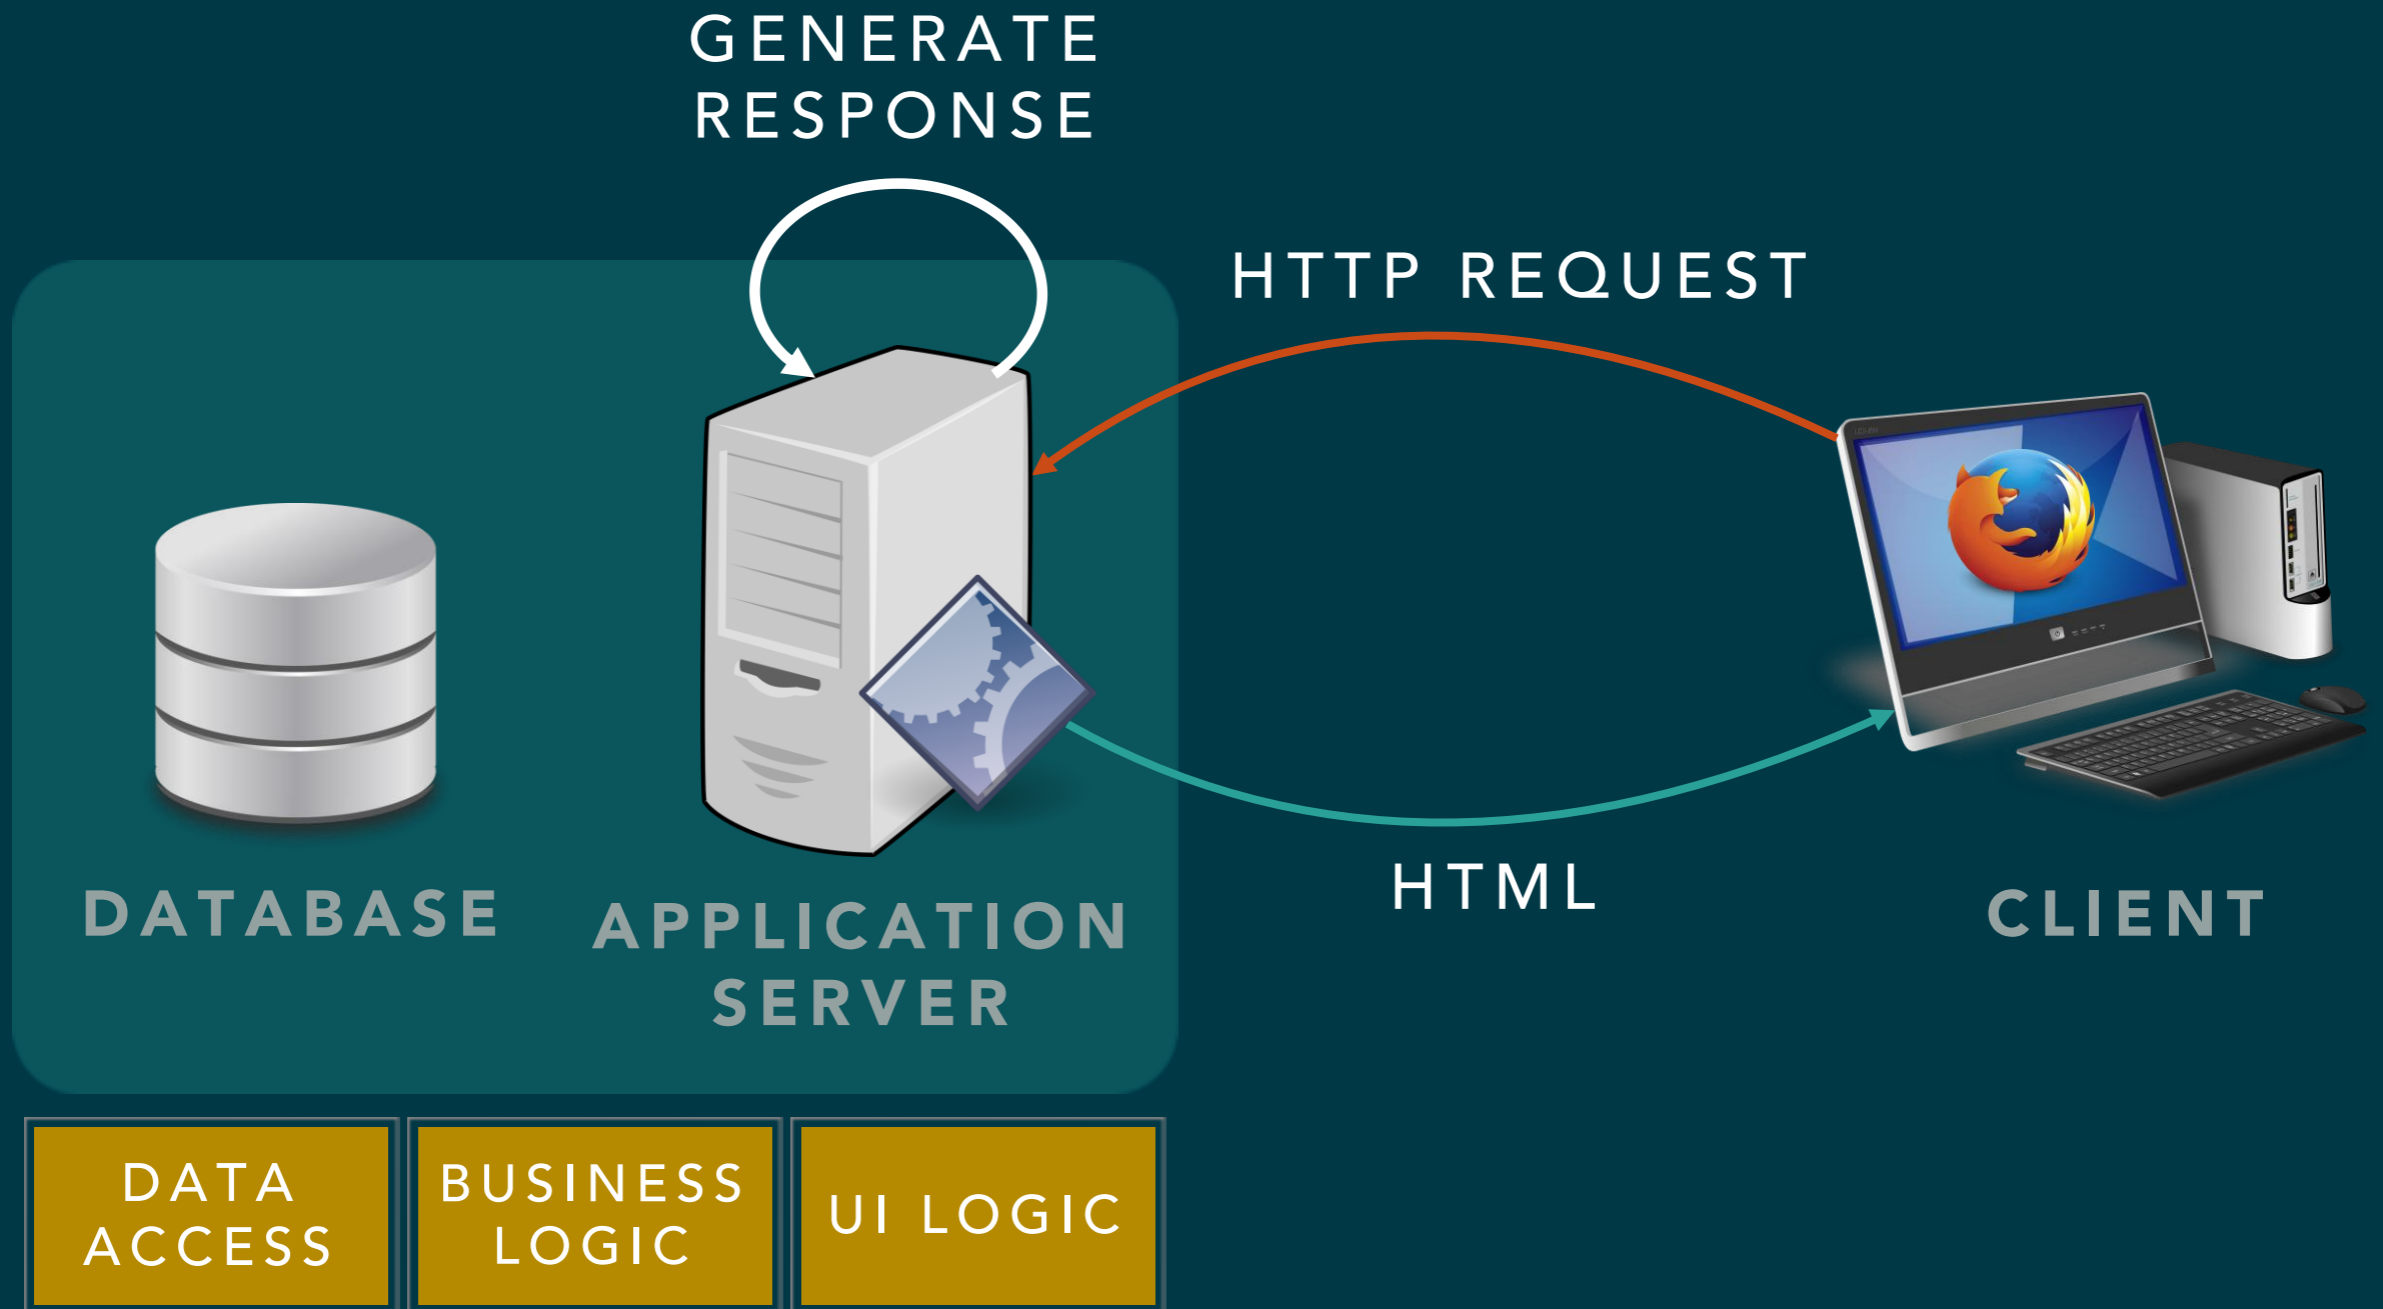 GENERATE
RESPONSE
HTTP REQUEST
HTML
DATABASE
APPLICATION
SERVER
CLIENT
DATA
ACCESS
BUSINESS
LOGIC
UI LOGIC